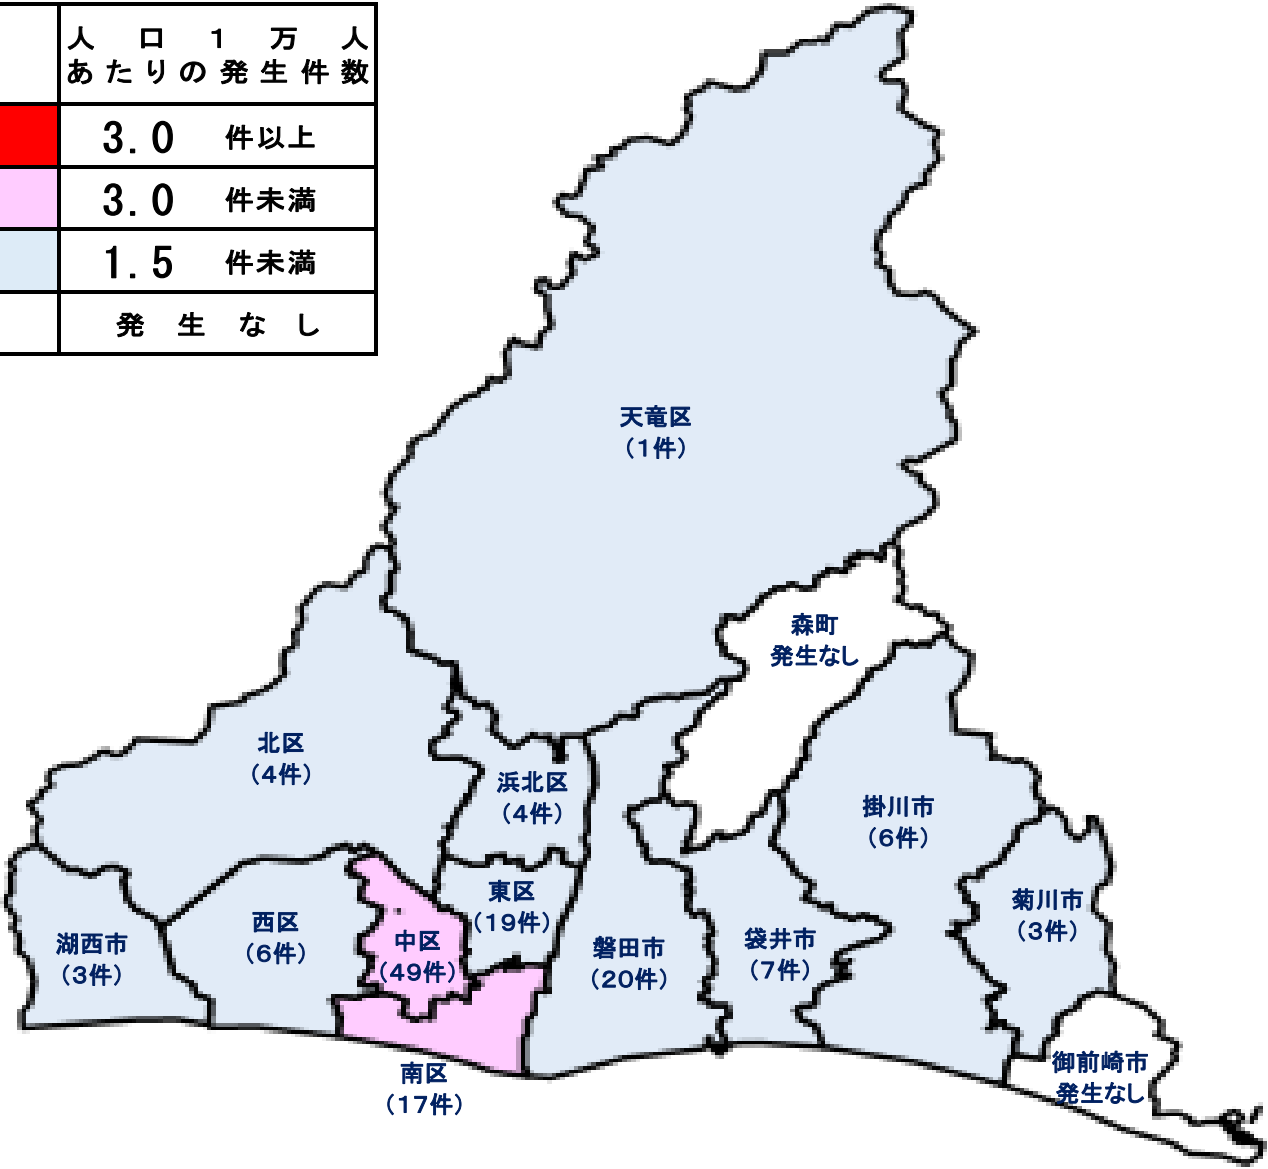 人口１万人
あたりの発生件数
3.0 件以上
3.0 件未満
1.5 件未満
発生なし
天竜区
（1件）
森町
発生なし
北区
（4件）
浜北区
（4件）
掛川市
（6件）
東区
（19件）
菊川市
（3件）
西区
（6件）
湖西市
（3件）
中区
（49件）
磐田市
（20件）
袋井市
（7件）
御前崎市
発生なし
南区
（17件）